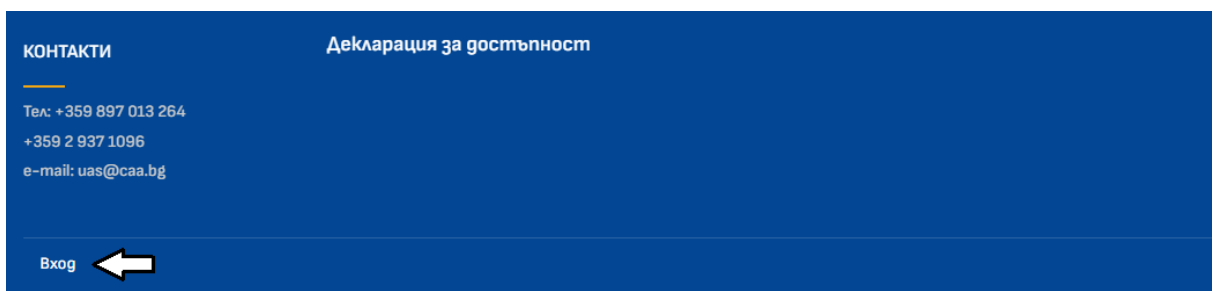 КОНТАКТИ
Декларация за достъпност
Тел: +359 897 013 264
+359 2 937 1096
e-mail: uas@caa.bg
Вход